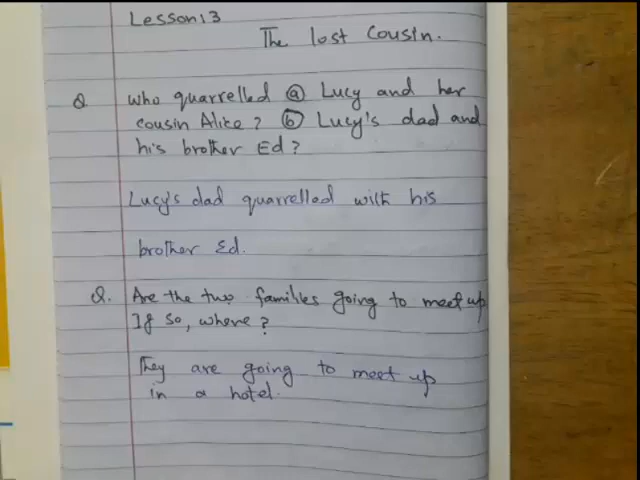 Lesson 13
The lost Cousin.
Q. Who quarrelled ⓐ Lucy and her
cousin Alice? ⓑ Lucy's dad and
his brother Ed?
Lucy's dad quarrelled with his
brother Ed.
Q. Are the two families going to meet up
If so, where?
They are going to meet up
in a hotel.